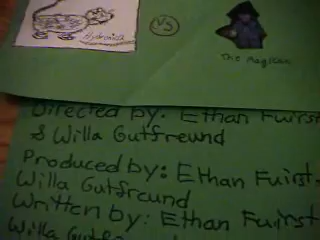 VS
The Magician
Directed by: Ethan Fuirst
& Willa Gutfreund
Produced by: Ethan Fuirst
Willa Gutfreund
Written by: Ethan Fuirst
Willa